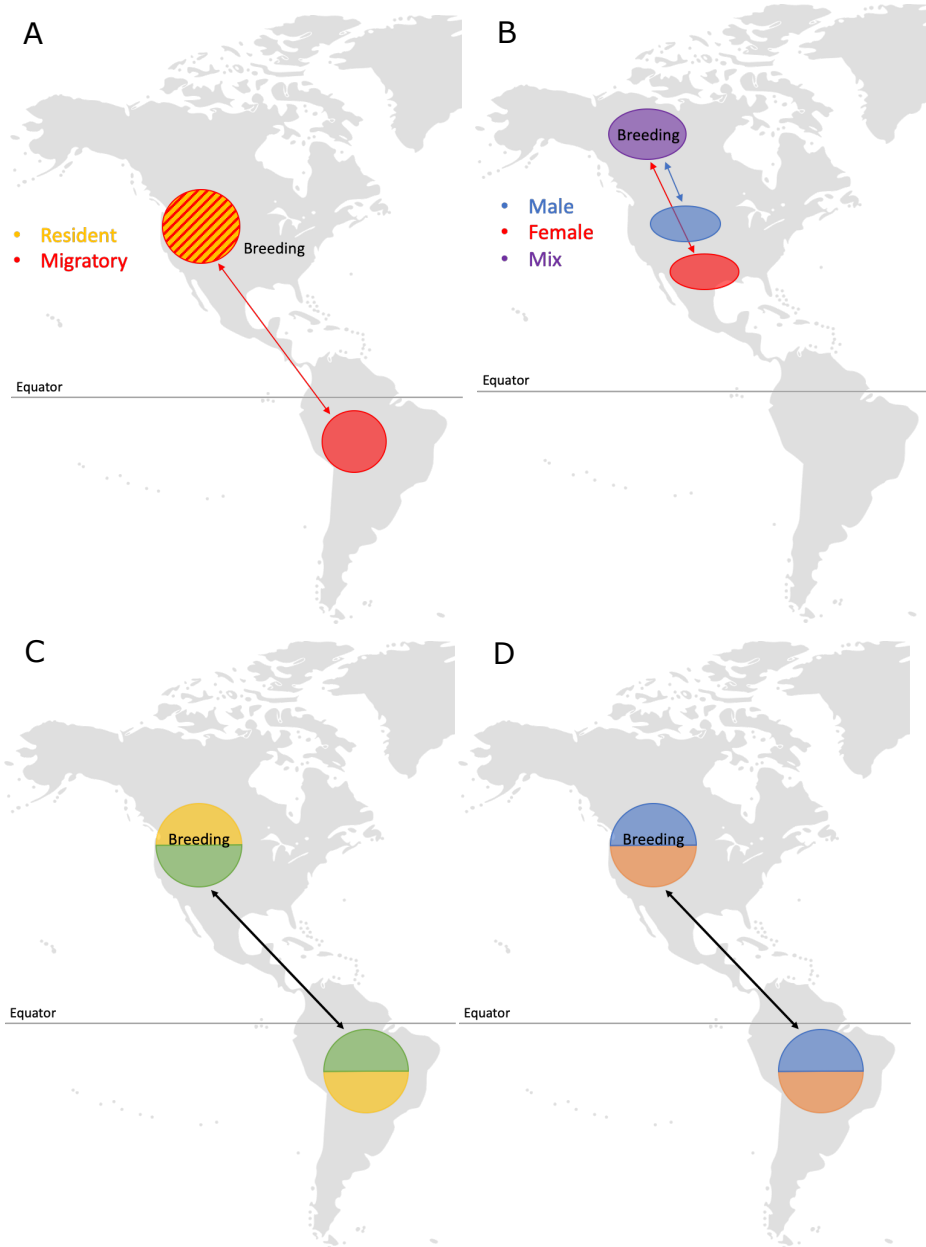 A
B
Breeding
• Resident
• Migratory
Breeding
• Male
• Female
• Mix
Equator
Equator
C
D
Breeding
Breeding
Equator
Equator